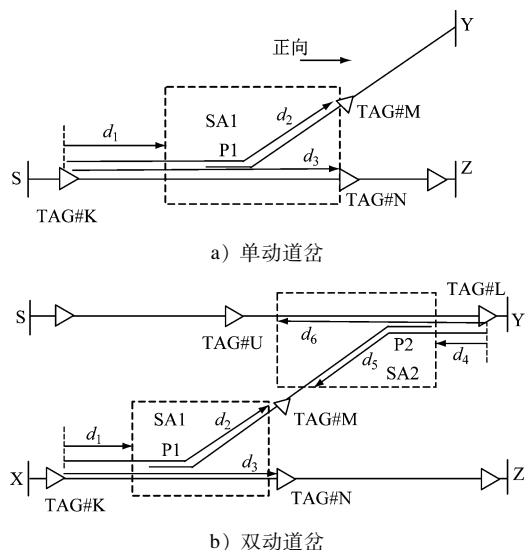 Y
正向
TAG#M
SA1
d₂
d₁
P1
d₃
S
Z
TAG#K
TAG#N
a）单动道岔
TAG#L
S
Y
TAG#U
d₆
P2
d₅
d₄
SA2
SA1
TAG#M
d₁
P1
d₂
d₃
X
Z
TAG#K
TAG#N
b）双动道岔